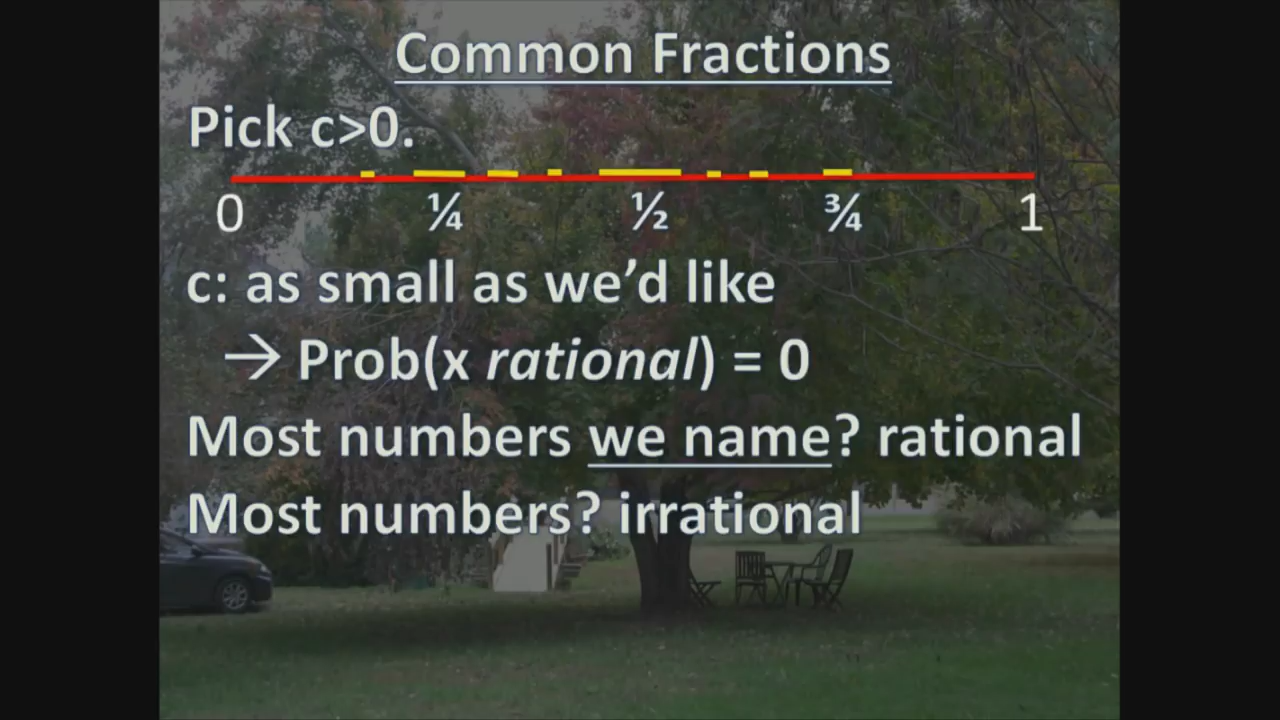 Common Fractions
Pick c>0.
0 ¼ ½ ¾ 1
c: as small as we’d like
→ Prob(x rational) = 0
Most numbers we name? rational
Most numbers? irrational